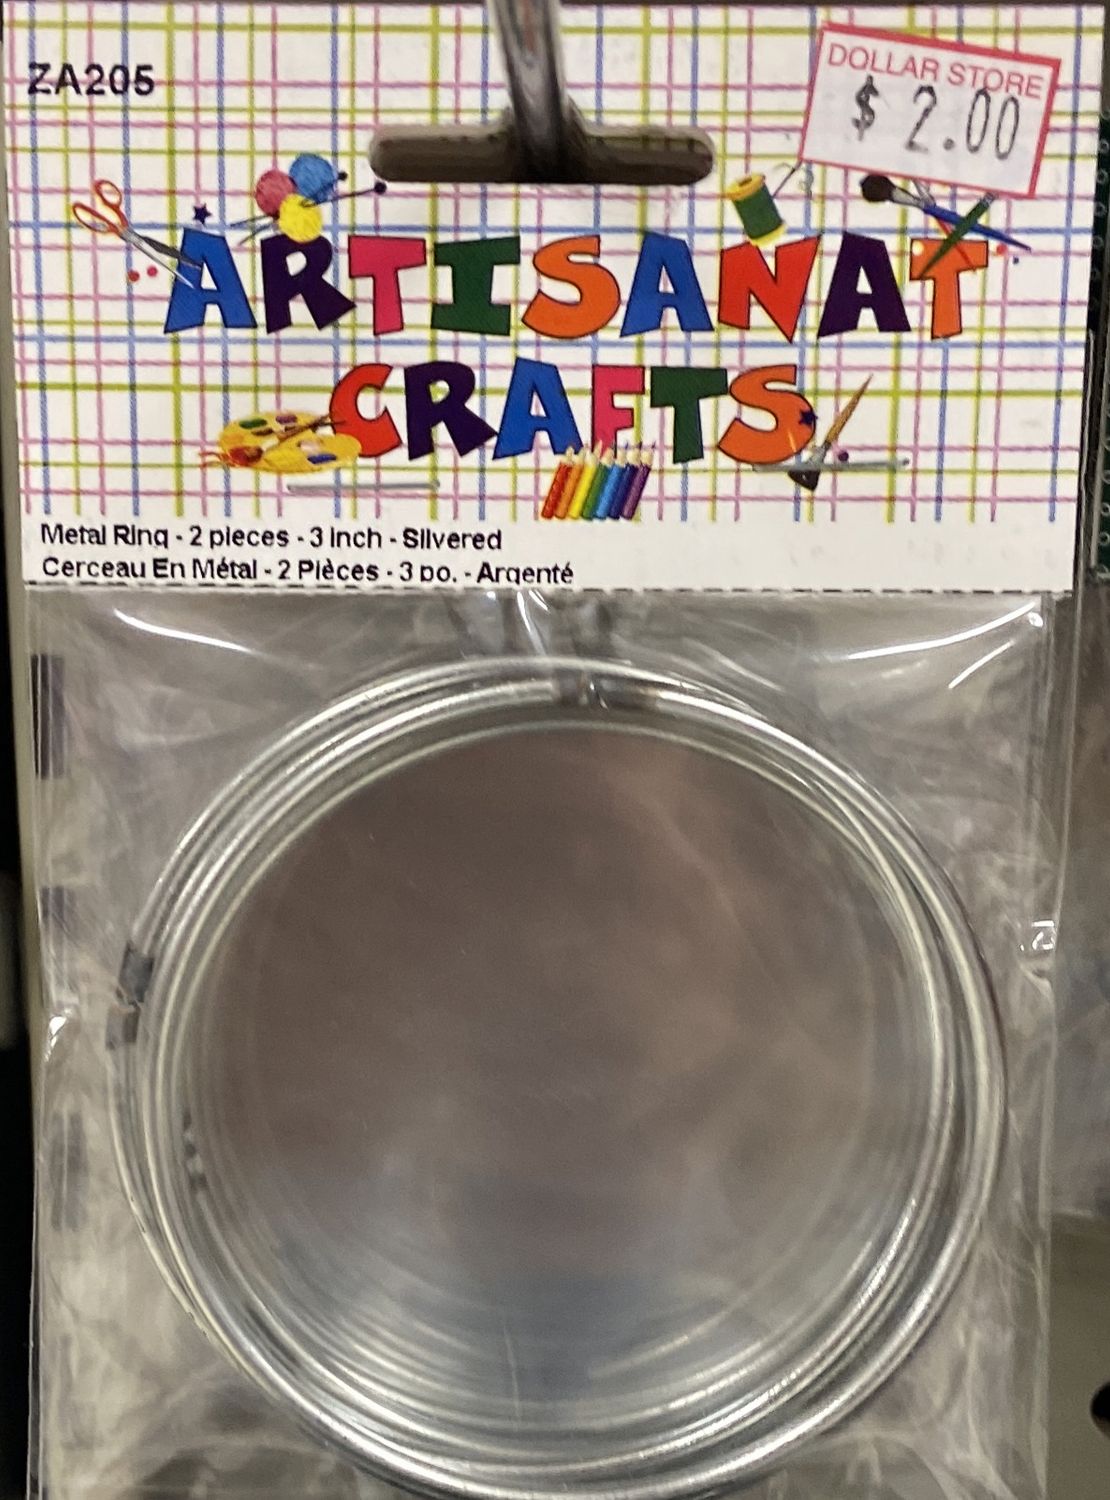 ZA205
DOLLAR STORE
$ 2.00
ARTISANAT
CRAFTS
Metal Ring - 2 pieces - 3 inch - Silvered
Cerceau En Métal - 2 Pièces - 3 po. - Argenté